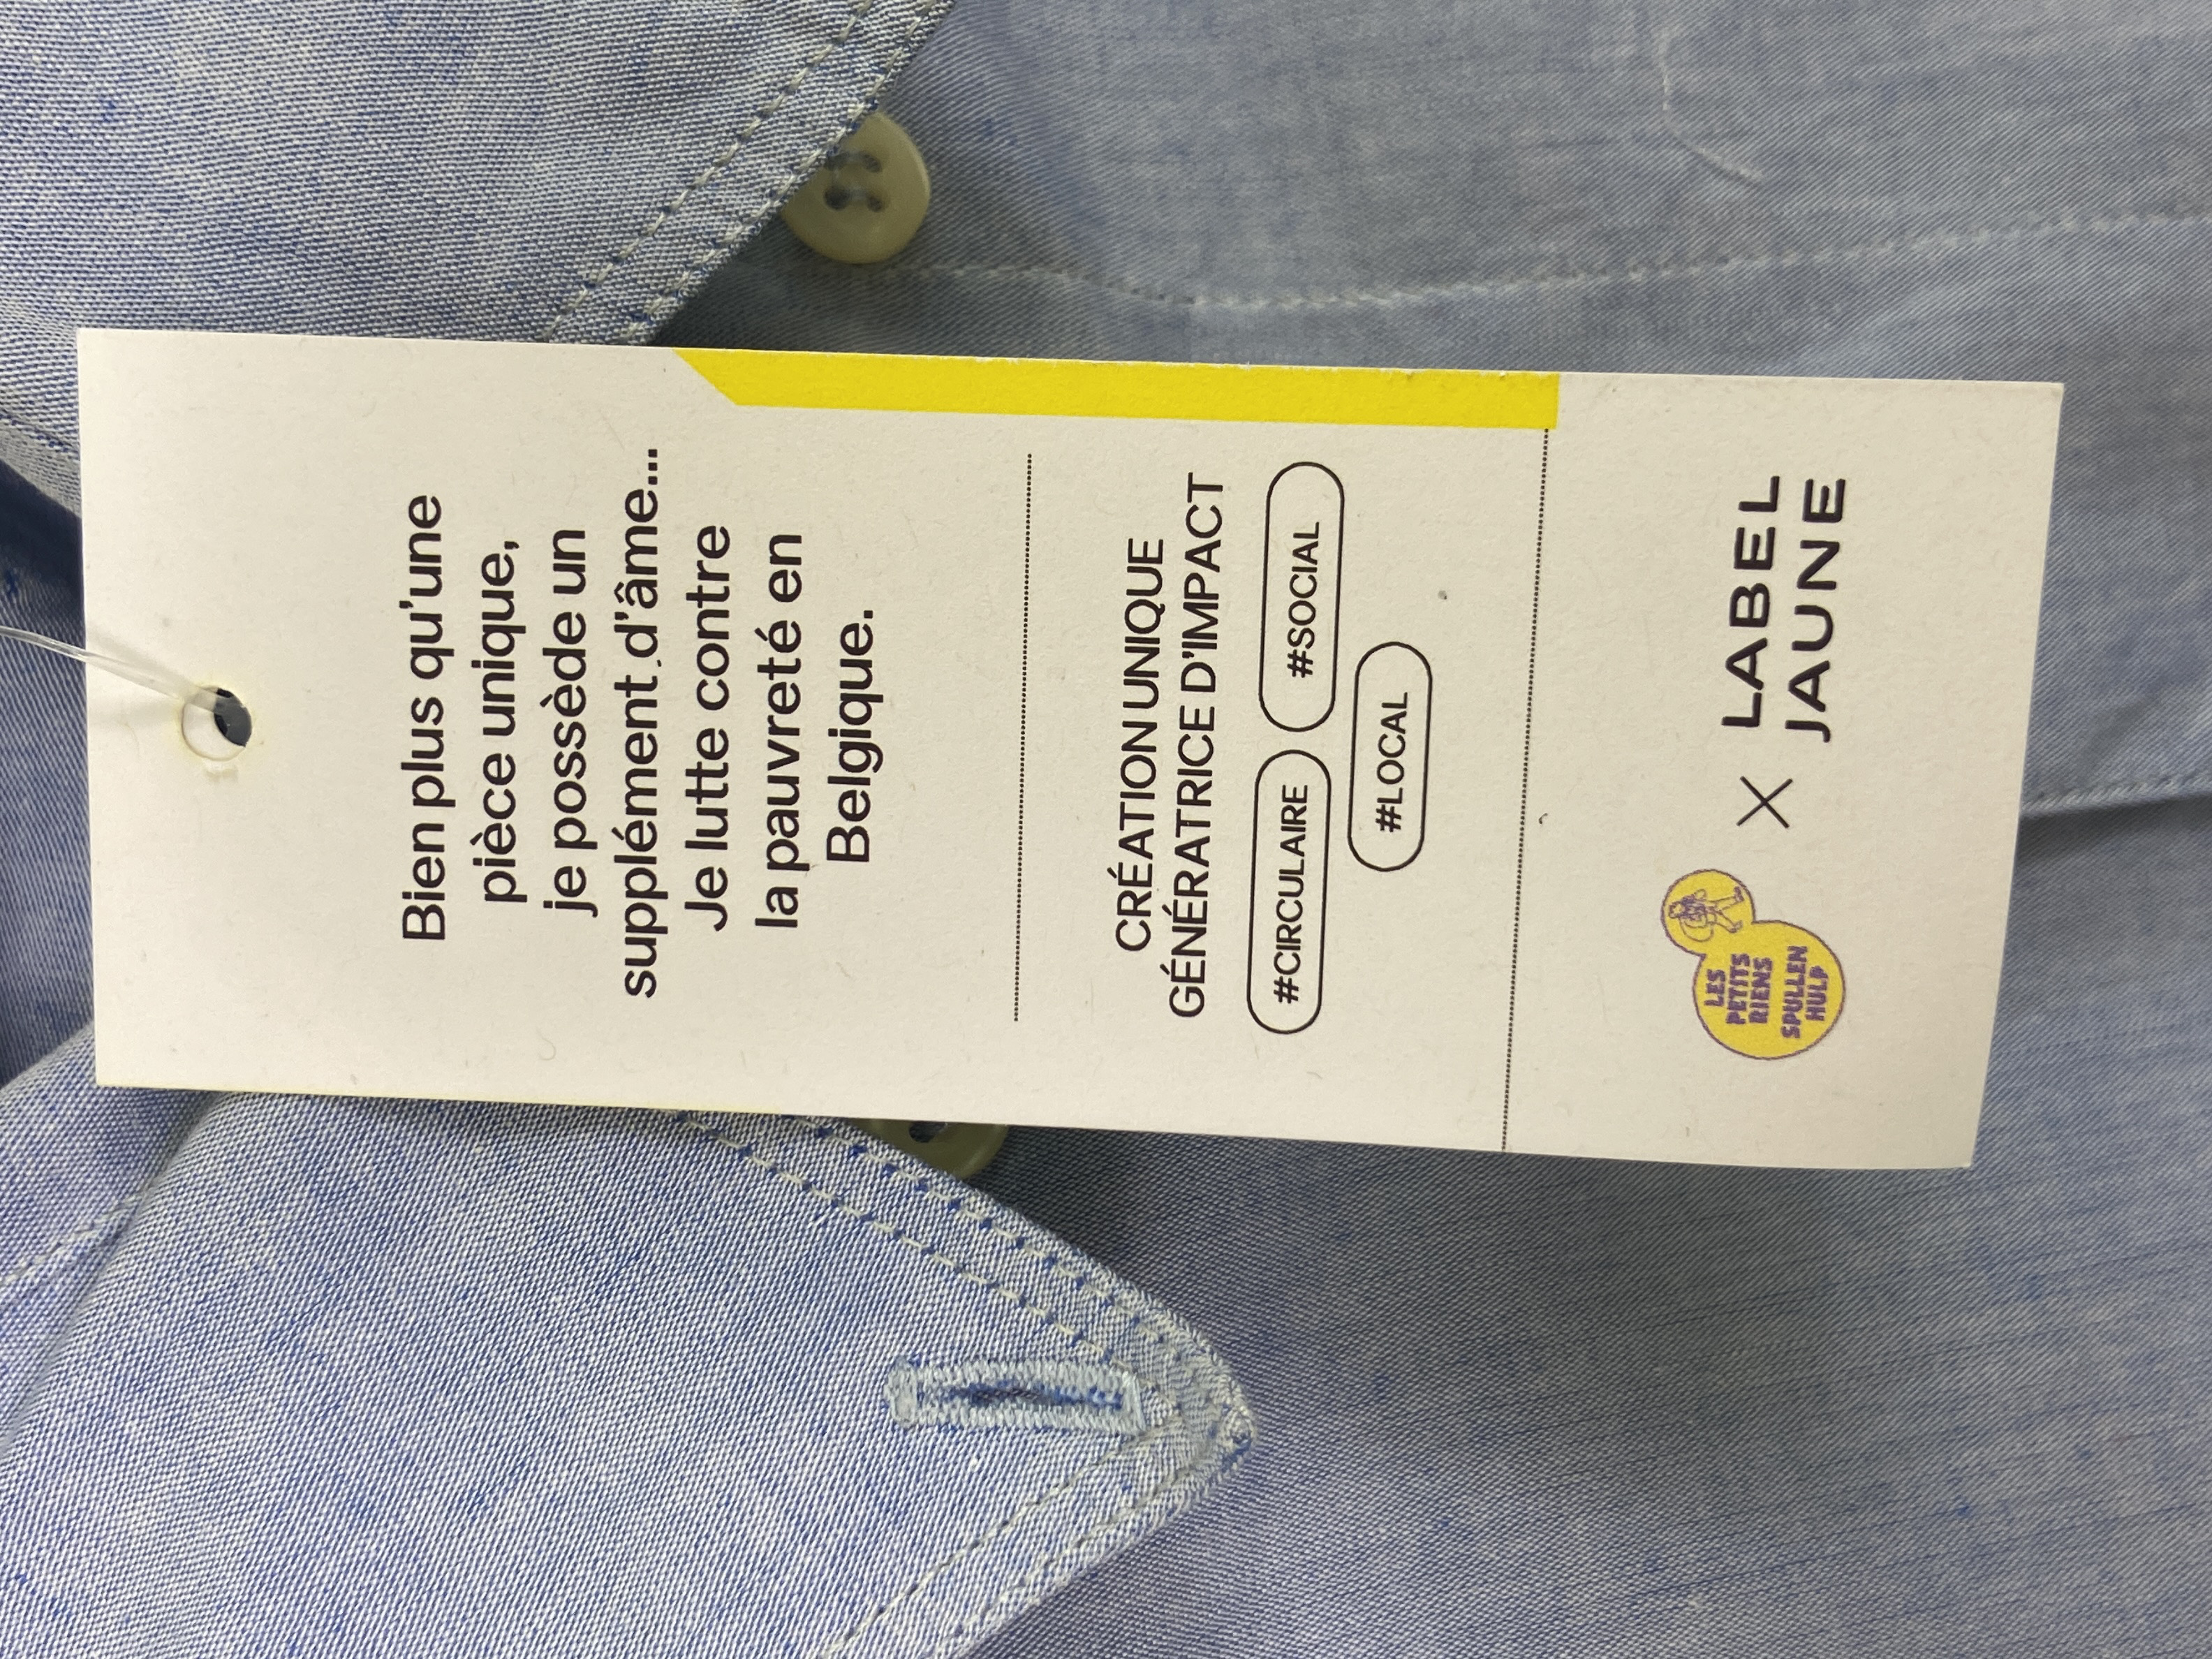 Bien plus qu'une
pièce unique,
je possède un
supplément d'âme...
Je lutte contre
la pauvreté en
Belgique.
CRÉATION UNIQUE
GÉNÉRATRICE D'IMPACT
#CIRCULAIRE #SOCIAL
#LOCAL
LES
PETITS
RIENS
SPULLEN
HULP
X
LABEL
JAUNE